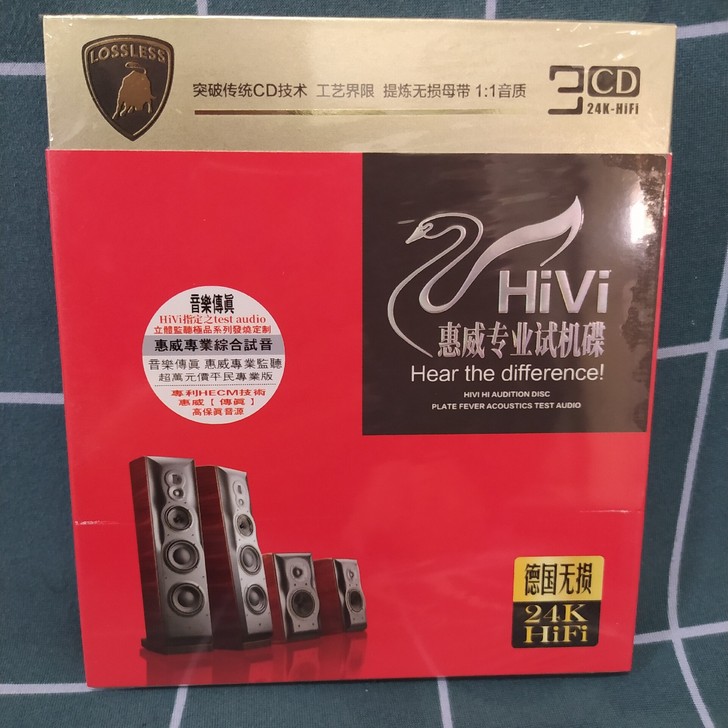 LOSSLESS
突破传统CD技术 工艺界限 提炼无损母带 1:1音质
3CD
24K-HiFi
HiVi
惠威专业试机碟
Hear the difference!
HIVI HI AUDITION DISC
PLATE FEVER ACOUSTICS TEST AUDIO
音樂傳眞
HiVi指定之test audio
立體監聽極品系列發燒定制
惠威專業綜合試音
音樂傳眞 惠威專業監聽
超萬元價平民專業版
專利HECM技術
惠威【傳眞】
高保眞音源
德国无损
24K
HiFi